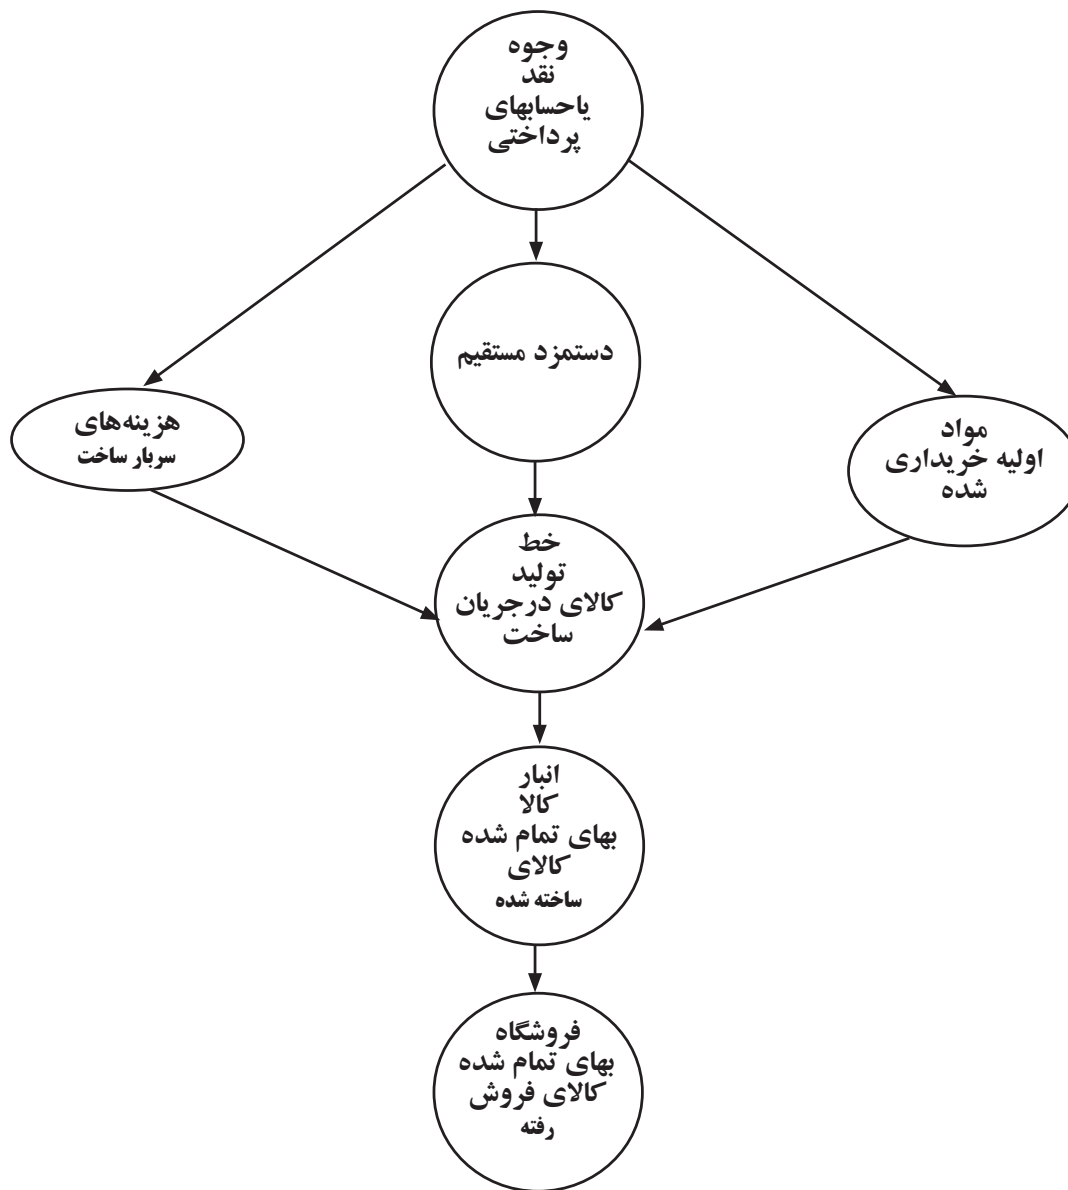 وجوه
نقد
یاحسابهای
پرداختی
دستمزد مستقیم
مواد
اولیه خریداری
شده
هزینه‌های
سربار ساخت
خط
تولید
کالای درجریان
ساخت
انبار
کالا
بهای تمام شده
کالای
ساخته شده
فروشگاه
بهای تمام شده
کالای فروش
رفته